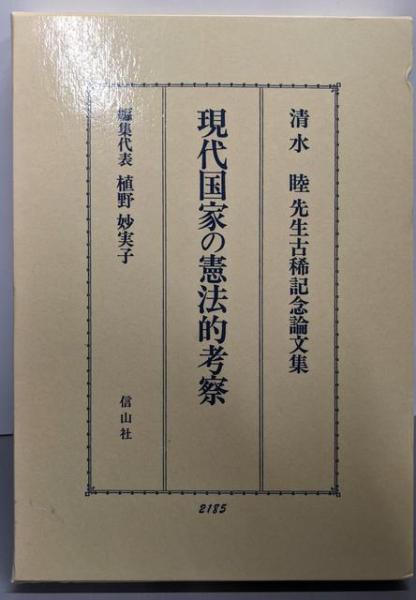 清水 睦 先生古稀記念論文集
現代国家の憲法的考察
編集代表 植野 妙実子
信山社
2185